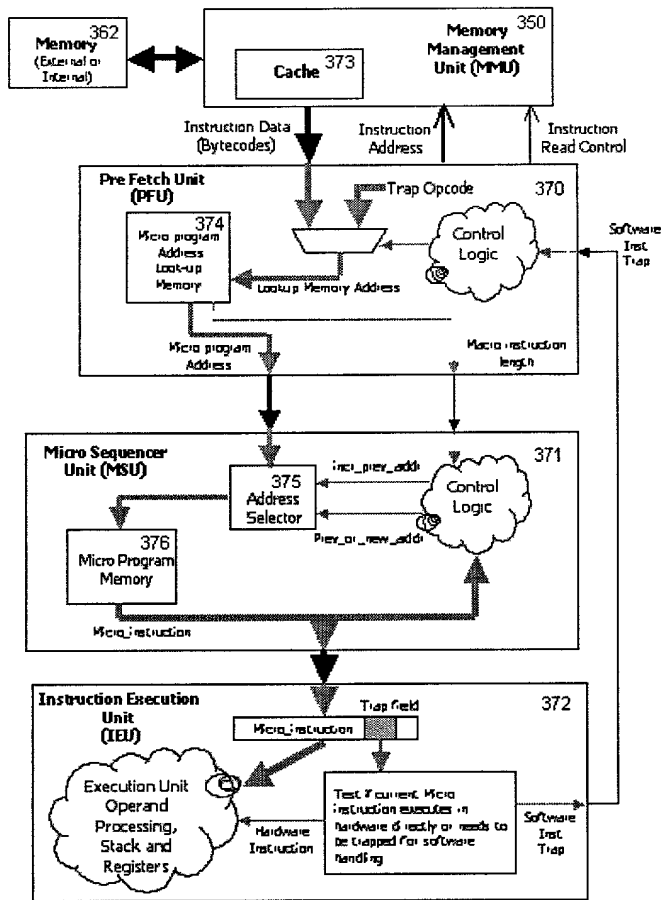 362
Memory
(External or
Internal)
350
Memory
Management
Unit (MMU)
373
Cache
Instruction Data
(Bytecodes)
Instruction
Address
Instruction
Read Control
Pre Fetch Unit
(PFU)
370
Trap Opcode
374
Micro program
Address
Look-up
Memory
Control
Logic
Lookup Memory Address
Software
Inst
Trap
Micro program
Address
Macro instruction
length
Micro Sequencer
Unit (MSU)
371
375
Address
Selector
incr_prev_addr
Control
Logic
Prev_or_new_addr
376
Micro Program
Memory
Micro_instruction
Instruction Execution
Unit
(IEU)
372
Trap field
Micro_instruction
Execution Unit
Operand
Processing,
Stack and
Registers
Hardware
Instruction
Test if current Micro
instruction executes in
hardware directly or needs to
be trapped for software
handling
Software
Inst
Trap